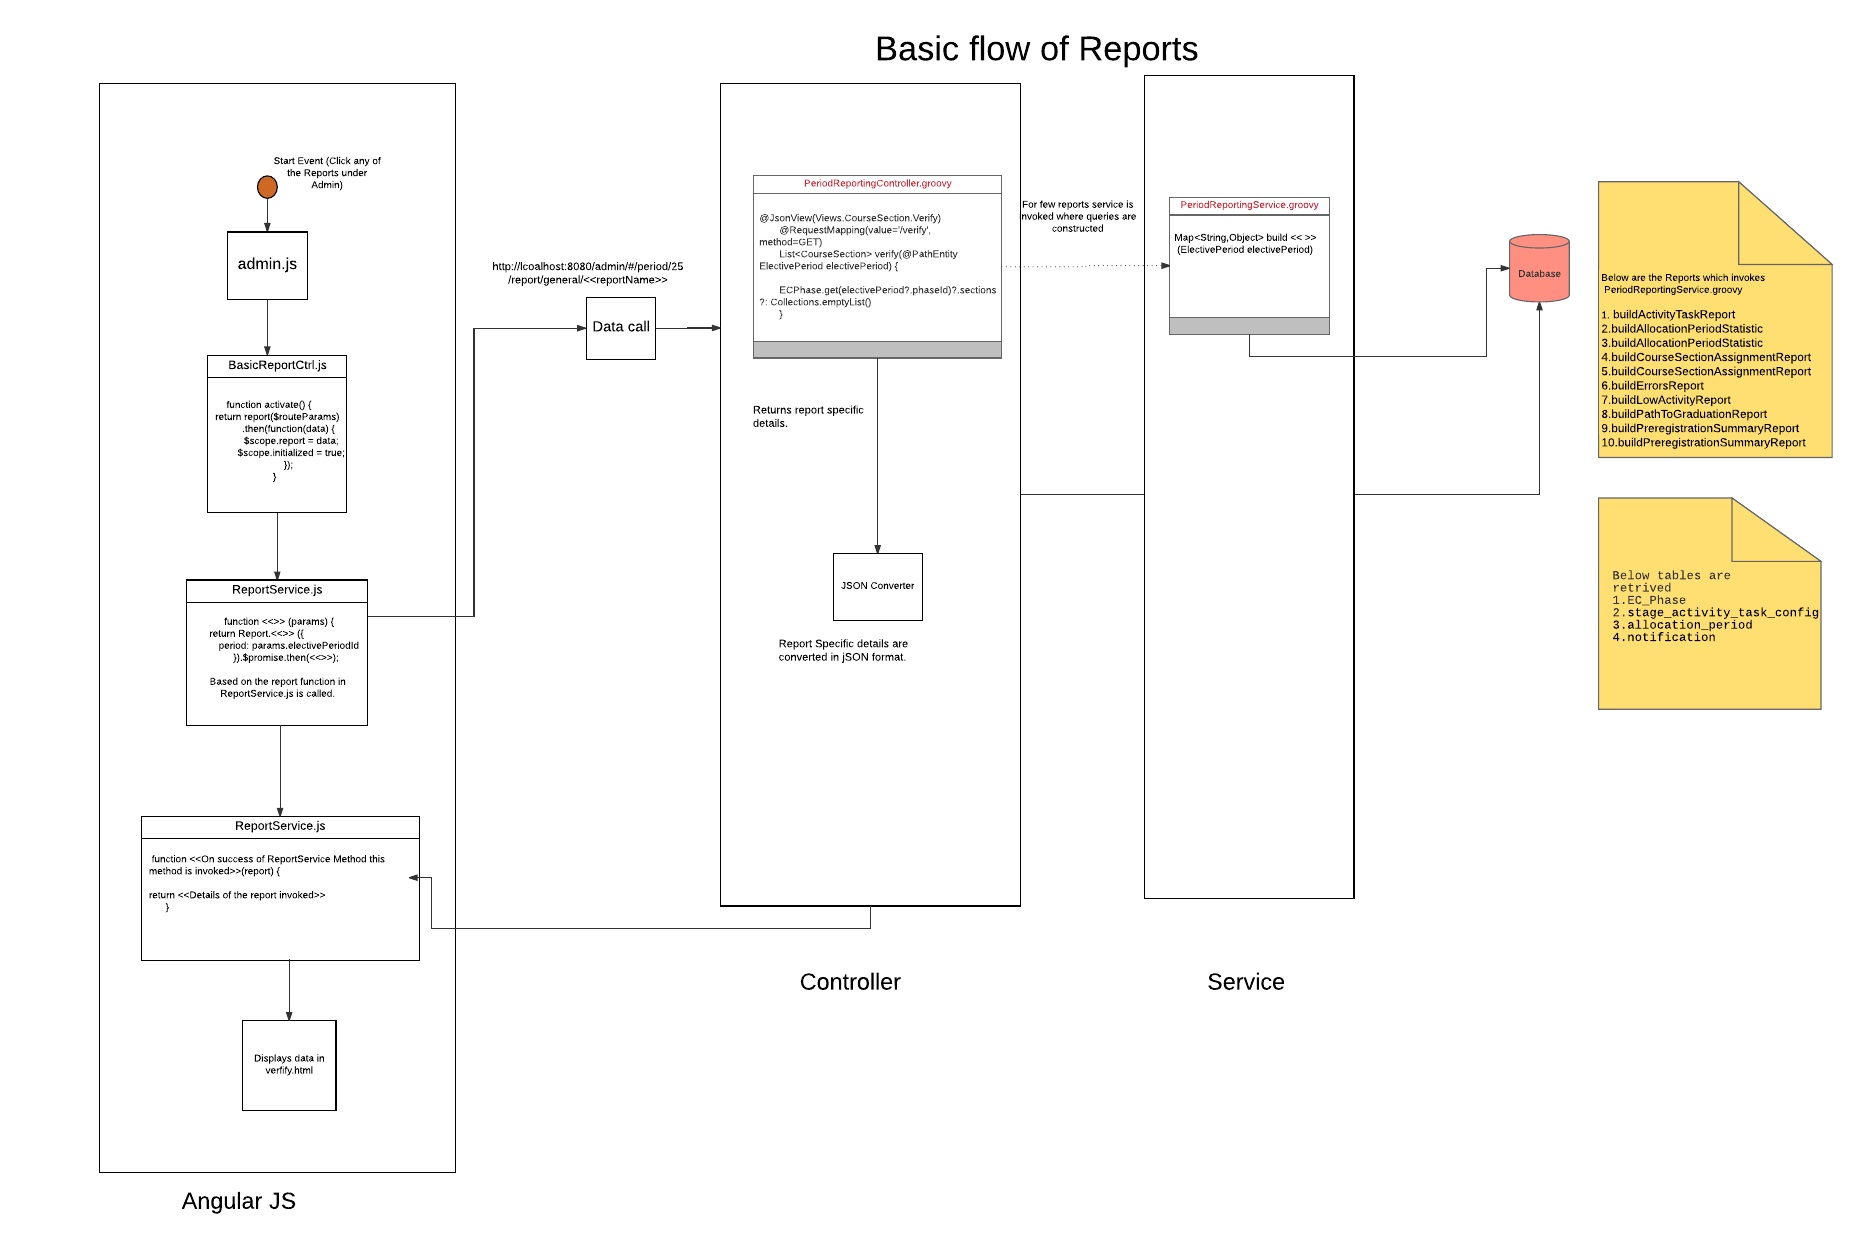 Basic flow of Reports
Start Event (Click any of
the Reports under
Admin)
admin.js
BasicReportCtrl.js
function activate() {
return report($routeParams)
.then(function(data) {
$scope.report = data;
$scope.initialized = true;
});
}
ReportService.js
function <<>> (params) {
return Report.<<>> ({
period: params.electivePeriodId
}).$promise.then(<<>>);
Based on the report function in
ReportService.js is called.
ReportService.js
function <<On success of ReportService Method this
method is invoked>>(report) {
return <<Details of the report invoked>>
}
Displays data in
verfify.html
Angular JS
http://lcoalhost:8080/admin/#/period/25
/report/general/<<reportName>>
Data call
PeriodReportingController.groovy
@JsonView(Views.CourseSection.Verify)
@RequestMapping(value='/verify',
method=GET)
List<CourseSection> verify(@PathEntity
ElectivePeriod electivePeriod) {
ECPhase.get(electivePeriod?.phaseId)?.sections
?: Collections.emptyList()
}
Returns report specific
details.
JSON Converter
Report Specific details are
converted in jSON format.
Controller
For few reports service is
invoked where queries are
constructed
PeriodReportingService.groovy
Map<String,Object> build << >>
(ElectivePeriod electivePeriod)
Service
Database
Below are the Reports which invokes
PeriodReportingService.groovy
1. buildActivityTaskReport
2.buildAllocationPeriodStatistic
3.buildAllocationPeriodStatistic
4.buildCourseSectionAssignmentReport
5.buildCourseSectionAssignmentReport
6.buildErrorsReport
7.buildLowActivityReport
8.buildPathToGraduationReport
9.buildPreregistrationSummaryReport
10.buildPreregistrationSummaryReport
Below tables are
retrived
1.EC_Phase
2.stage_activity_task_config
3.allocation_period
4.notification